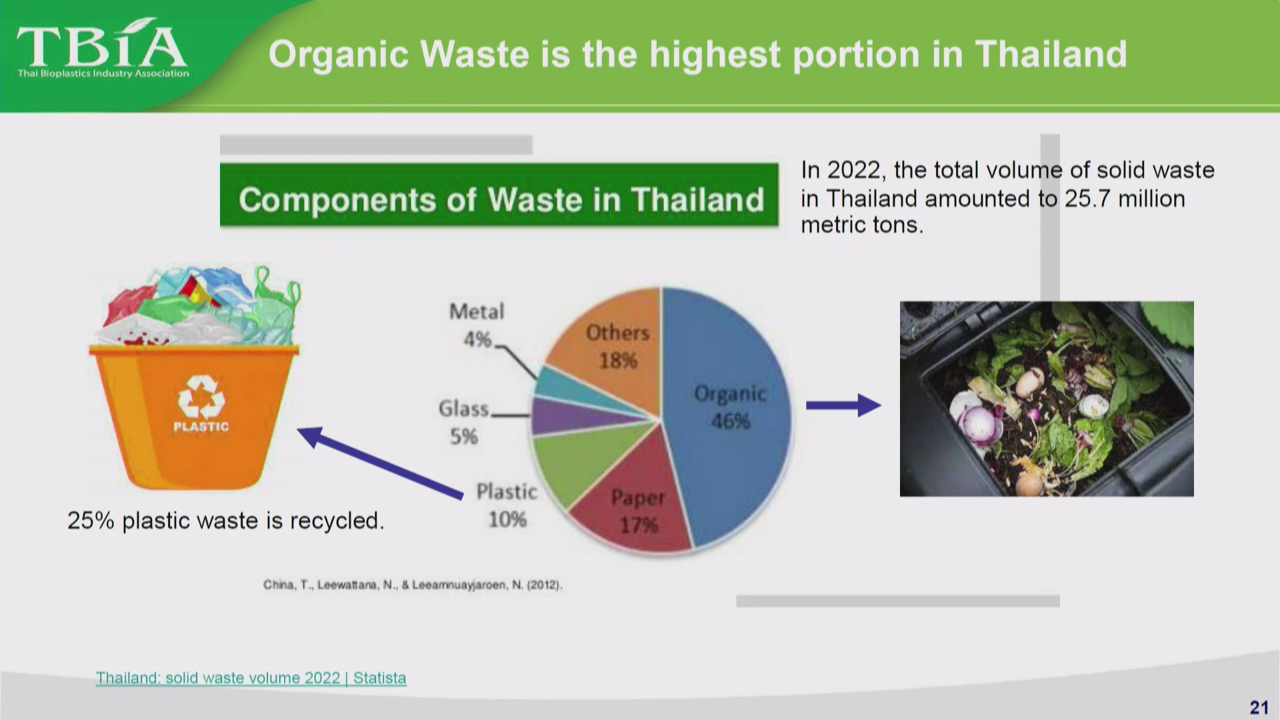 TBiA
Thai Bioplastics Industry Association
Organic Waste is the highest portion in Thailand
Components of Waste in Thailand
In 2022, the total volume of solid waste
in Thailand amounted to 25.7 million
metric tons.
Metal
4%
Others
18%
Organic
46%
Glass
5%
PLASTIC
Plastic
10%
Paper
17%
25% plastic waste is recycled.
China, T., Leewattana, N., & Leeamnuayjaroen, N. (2012).
Thailand: solid waste volume 2022 | Statista
21